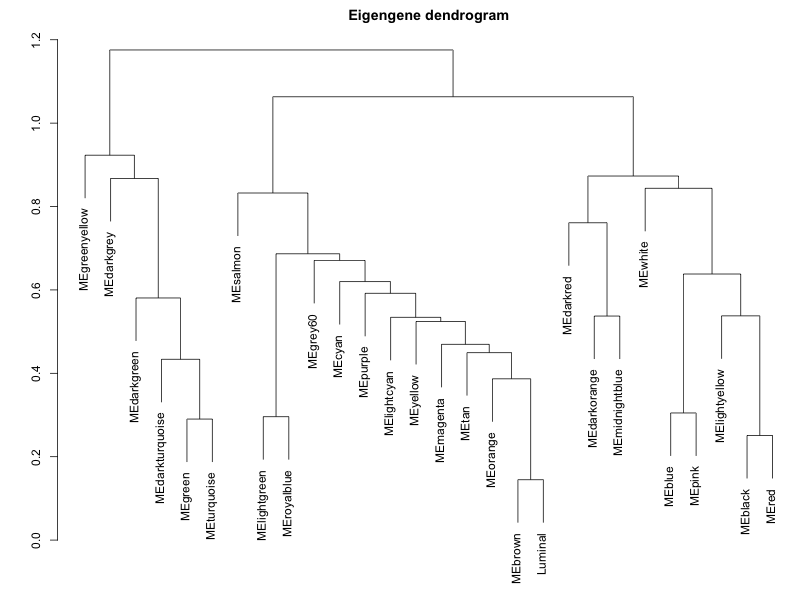 Eigengene dendrogram
1.2
1.0
0.8
0.6
0.4
0.2
0.0
MEgreenyellow
MEdarkgrey
MEdarkgreen
MEdarkturquoise
MEgreen
MEturquoise
MEsalmon
MElightgreen
MEroyalblue
MEgrey60
MEcyan
MEpurple
MElightcyan
MEyellow
MEmagenta
MEtan
MEorange
MEbrown
Luminal
MEdarkred
MEdarkorange
MEmidnightblue
MEwhite
MEblue
MEpink
MElightyellow
MEblack
MEred